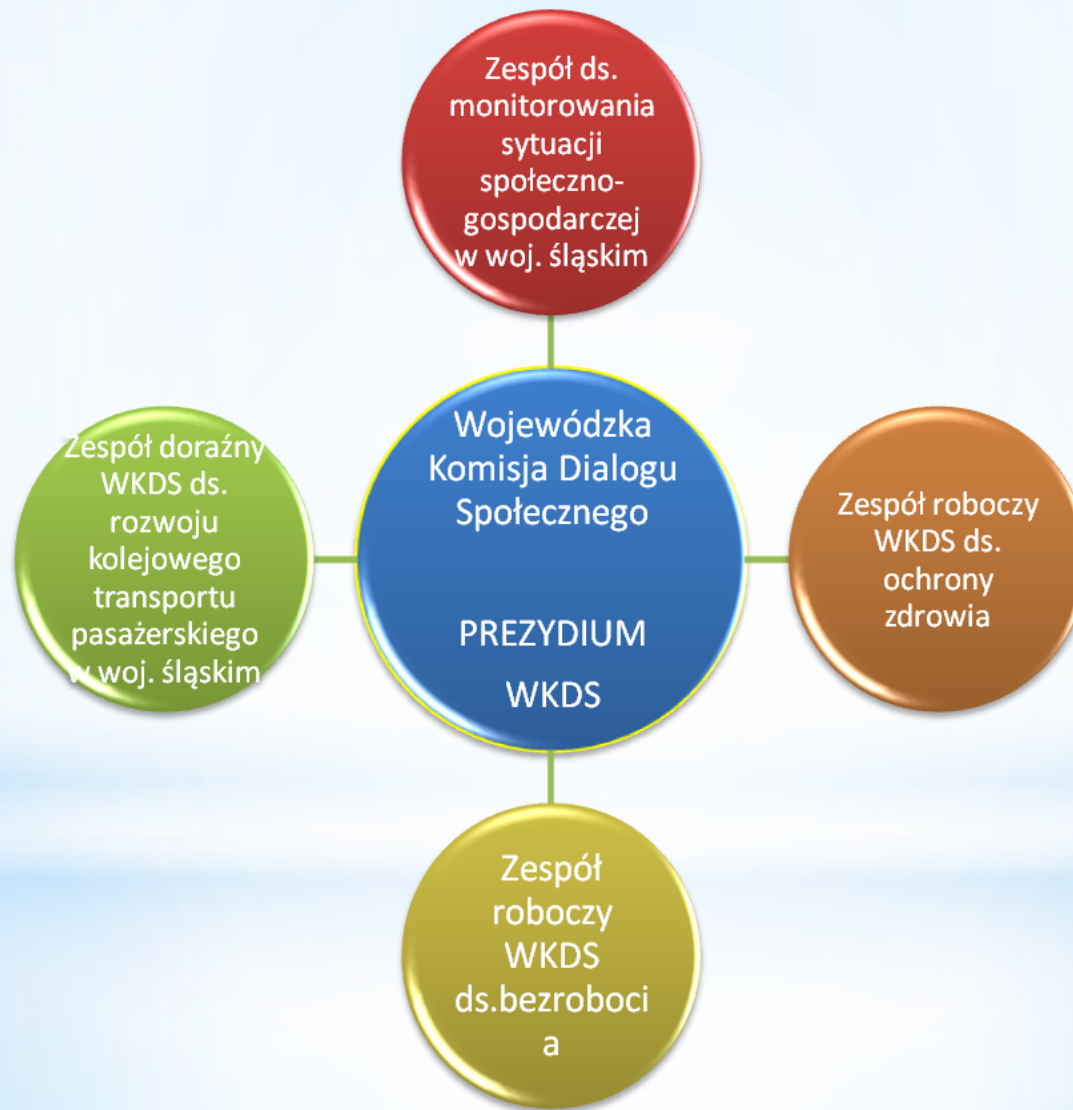 Zespół ds.
monitorowania
sytuacji
społeczno-
gospodarczej
w woj. śląskim
Zespół doraźny
WKDS ds.
rozwoju
kolejowego
transportu
pasażerskiego
w woj. śląskim
Wojewódzka
Komisja Dialogu
Społecznego
PREZYDIUM
WKDS
Zespół roboczy
WKDS ds.
ochrony
zdrowia
Zespół
roboczy
WKDS
ds.bezroboci
a